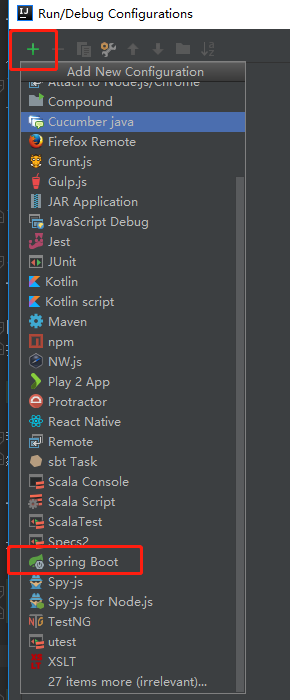 Run/Debug Configurations
Add New Configuration
Attach to Node.js/Chrome
Compound
Cucumber java
Firefox Remote
Grunt.js
Gulp.js
JAR Application
JavaScript Debug
Jest
JUnit
Kotlin
Kotlin script
Maven
npm
NW.js
Play 2 App
Protractor
React Native
Remote
sbt Task
Scala Console
Scala Script
ScalaTest
Specs2
Spring Boot
Spy-js
Spy-js for Node.js
TestNG
utest
XSLT
27 items more (irrelevant)...